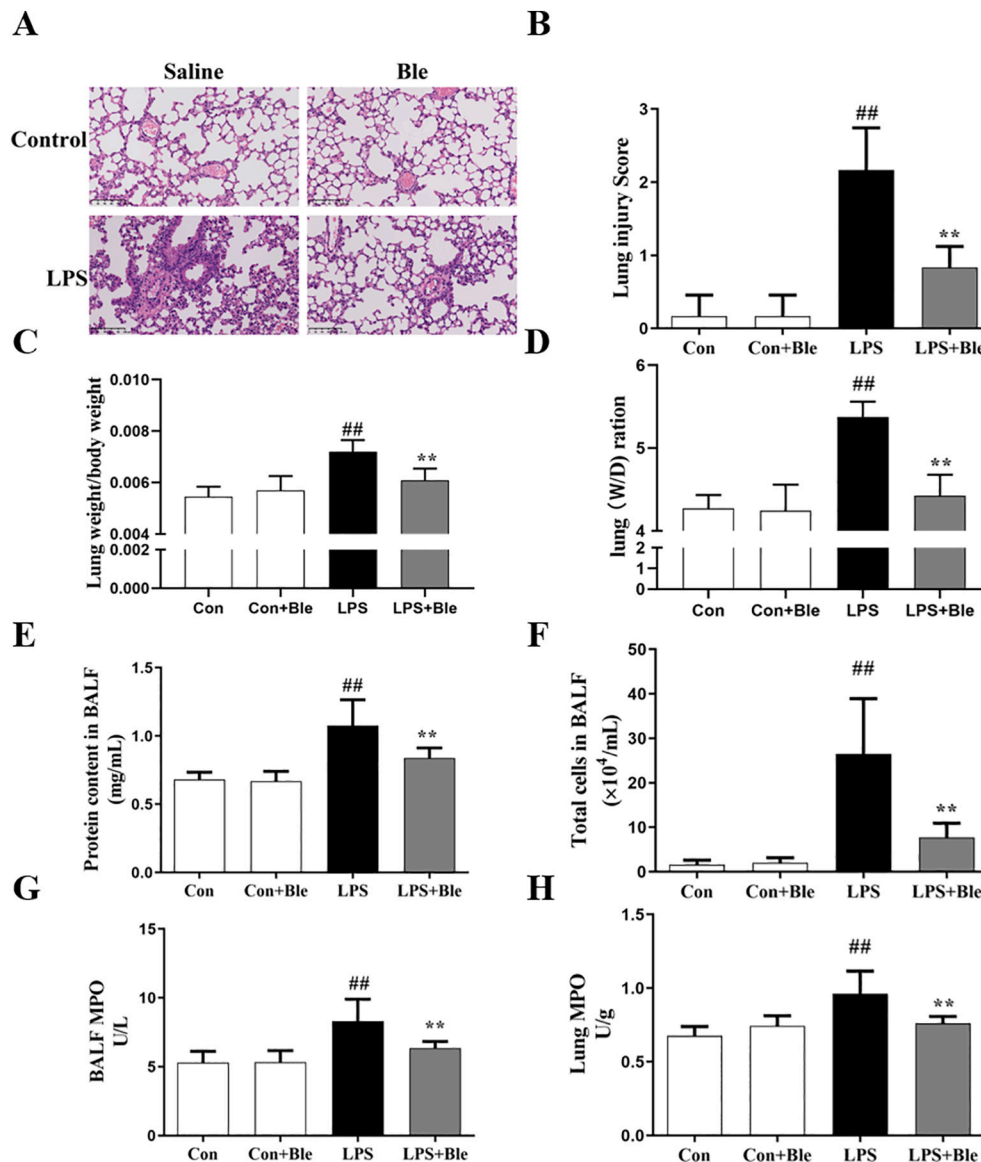 A
B
Saline
Ble
Control
LPS
Lung injury Score
3
2
1
0
##
**
Con
Con+Ble
LPS
LPS+Ble
C
D
Lung weight/body weight
0.010
0.008
0.006
0.004
0.002
0.000
##
**
Con
Con+Ble
LPS
LPS+Ble
lung (W/D) ration
6
5
4
2
1
0
##
**
Con
Con+Ble
LPS
LPS+Ble
E
F
Protein content in BALF
(mg/mL)
1.5
1.0
0.5
0.0
##
**
Con
Con+Ble
LPS
LPS+Ble
Total cells in BALF
(×10⁴/mL)
50
40
30
20
10
0
##
**
Con
Con+Ble
LPS
LPS+Ble
G
H
BALF MPO
U/L
15
10
5
0
##
**
Con
Con+Ble
LPS
LPS+Ble
Lung MPO
U/g
1.5
1.0
0.5
0.0
##
**
Con
Con+Ble
LPS
LPS+Ble